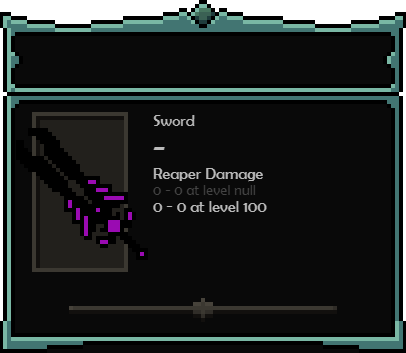 Sword
–
Reaper Damage
0 - 0 at level null
0 - 0 at level 100